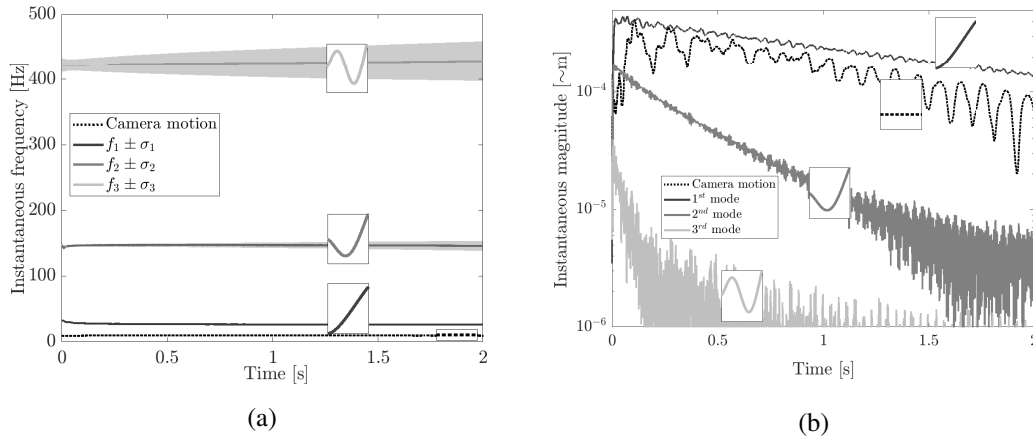 500
400
300
200
100
0
Instantaneous frequency [Hz]
Camera motion
f₁ ± σ₁
f₂ ± σ₂
f₃ ± σ₃
0 0.5 1 1.5 2
Time [s]
(a)
10⁻⁴
10⁻⁵
10⁻⁶
Instantaneous magnitude [~m]
Camera motion
1ˢᵗ mode
2ⁿᵈ mode
3ʳᵈ mode
0.5 1 1.5 2
Time [s]
(b)